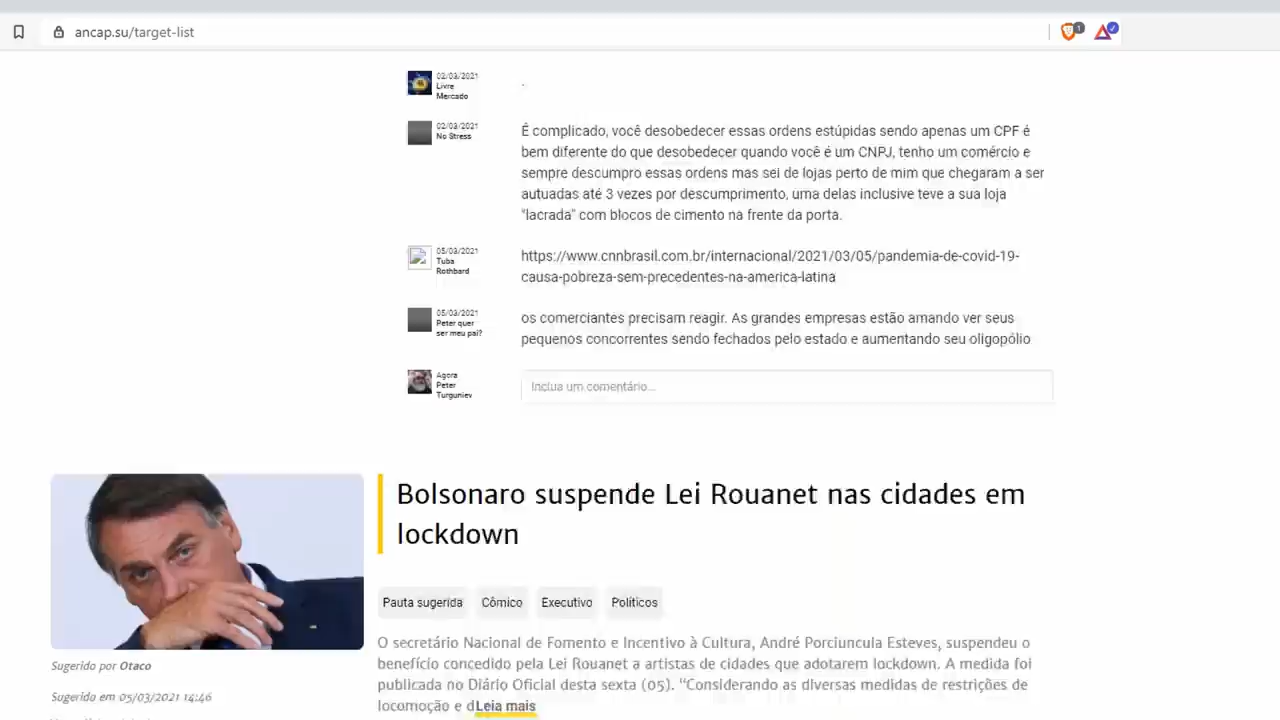 ancap.su/target-list
1
02/03/2021
Livre
Mercado
.
02/03/2021
No Stress
É complicado, você desobedecer essas ordens estúpidas sendo apenas um CPF é
bem diferente do que desobedecer quando você é um CNPJ, tenho um comércio e
sempre descumpro essas ordens mas sei de lojas perto de mim que chegaram a ser
autuadas até 3 vezes por descumprimento, uma delas inclusive teve a sua loja
"lacrada" com blocos de cimento na frente da porta.
05/03/2021
Tuba
Rothbard
https://www.cnnbrasil.com.br/internacional/2021/03/05/pandemia-de-covid-19-
causa-pobreza-sem-precedentes-na-america-latina
05/03/2021
Peter quer
ser meu pai?
os comerciantes precisam reagir. As grandes empresas estão amando ver seus
pequenos concorrentes sendo fechados pelo estado e aumentando seu oligopólio
Agora
Peter
Turguniev
Inclua um comentário...
Bolsonaro suspende Lei Rouanet nas cidades em
lockdown
Pauta sugerida Cômico Executivo Políticos
O secretário Nacional de Fomento e Incentivo à Cultura, André Porciuncula Esteves, suspendeu o
benefício concedido pela Lei Rouanet a artistas de cidades que adotarem lockdown. A medida foi
publicada no Diário Oficial desta sexta (05). "Considerando as diversas medidas de restrições de
locomoção e dLeia mais
Sugerido por Otaco
Sugerido em 05/03/2021 14:46